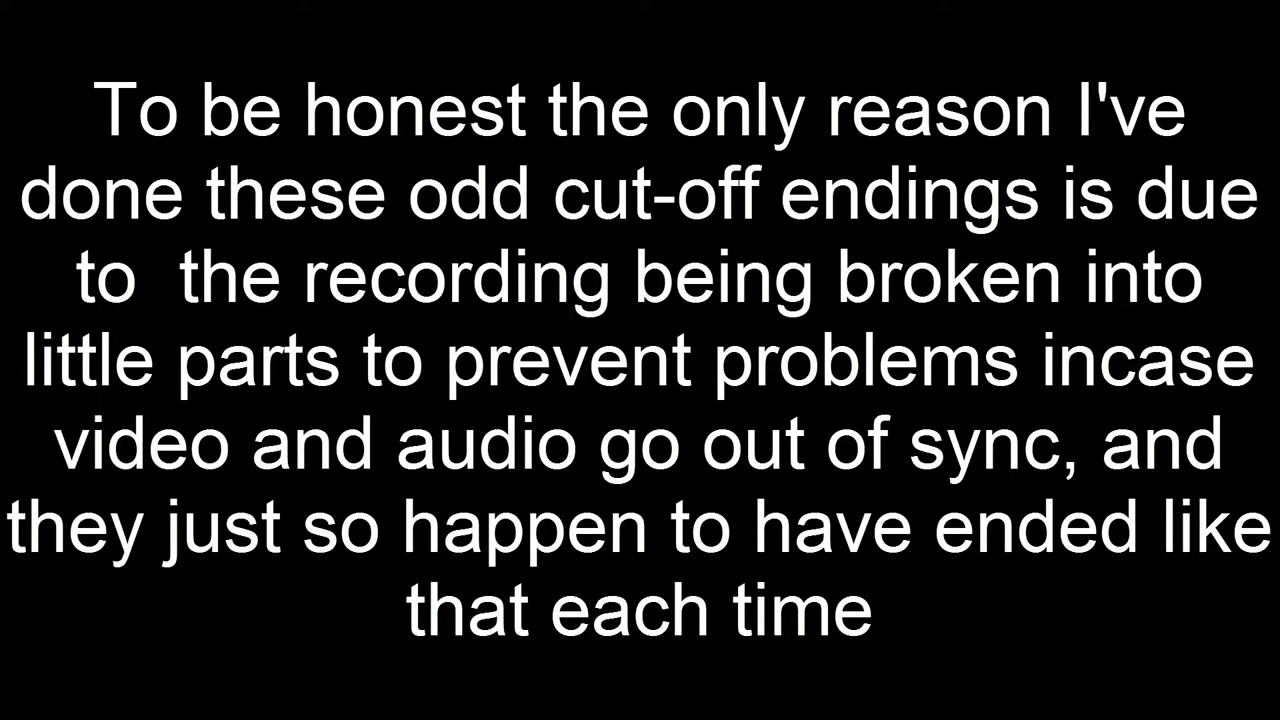 To be honest the only reason I've
done these odd cut-off endings is due
to  the recording being broken into
little parts to prevent problems incase
video and audio go out of sync, and
they just so happen to have ended like
that each time